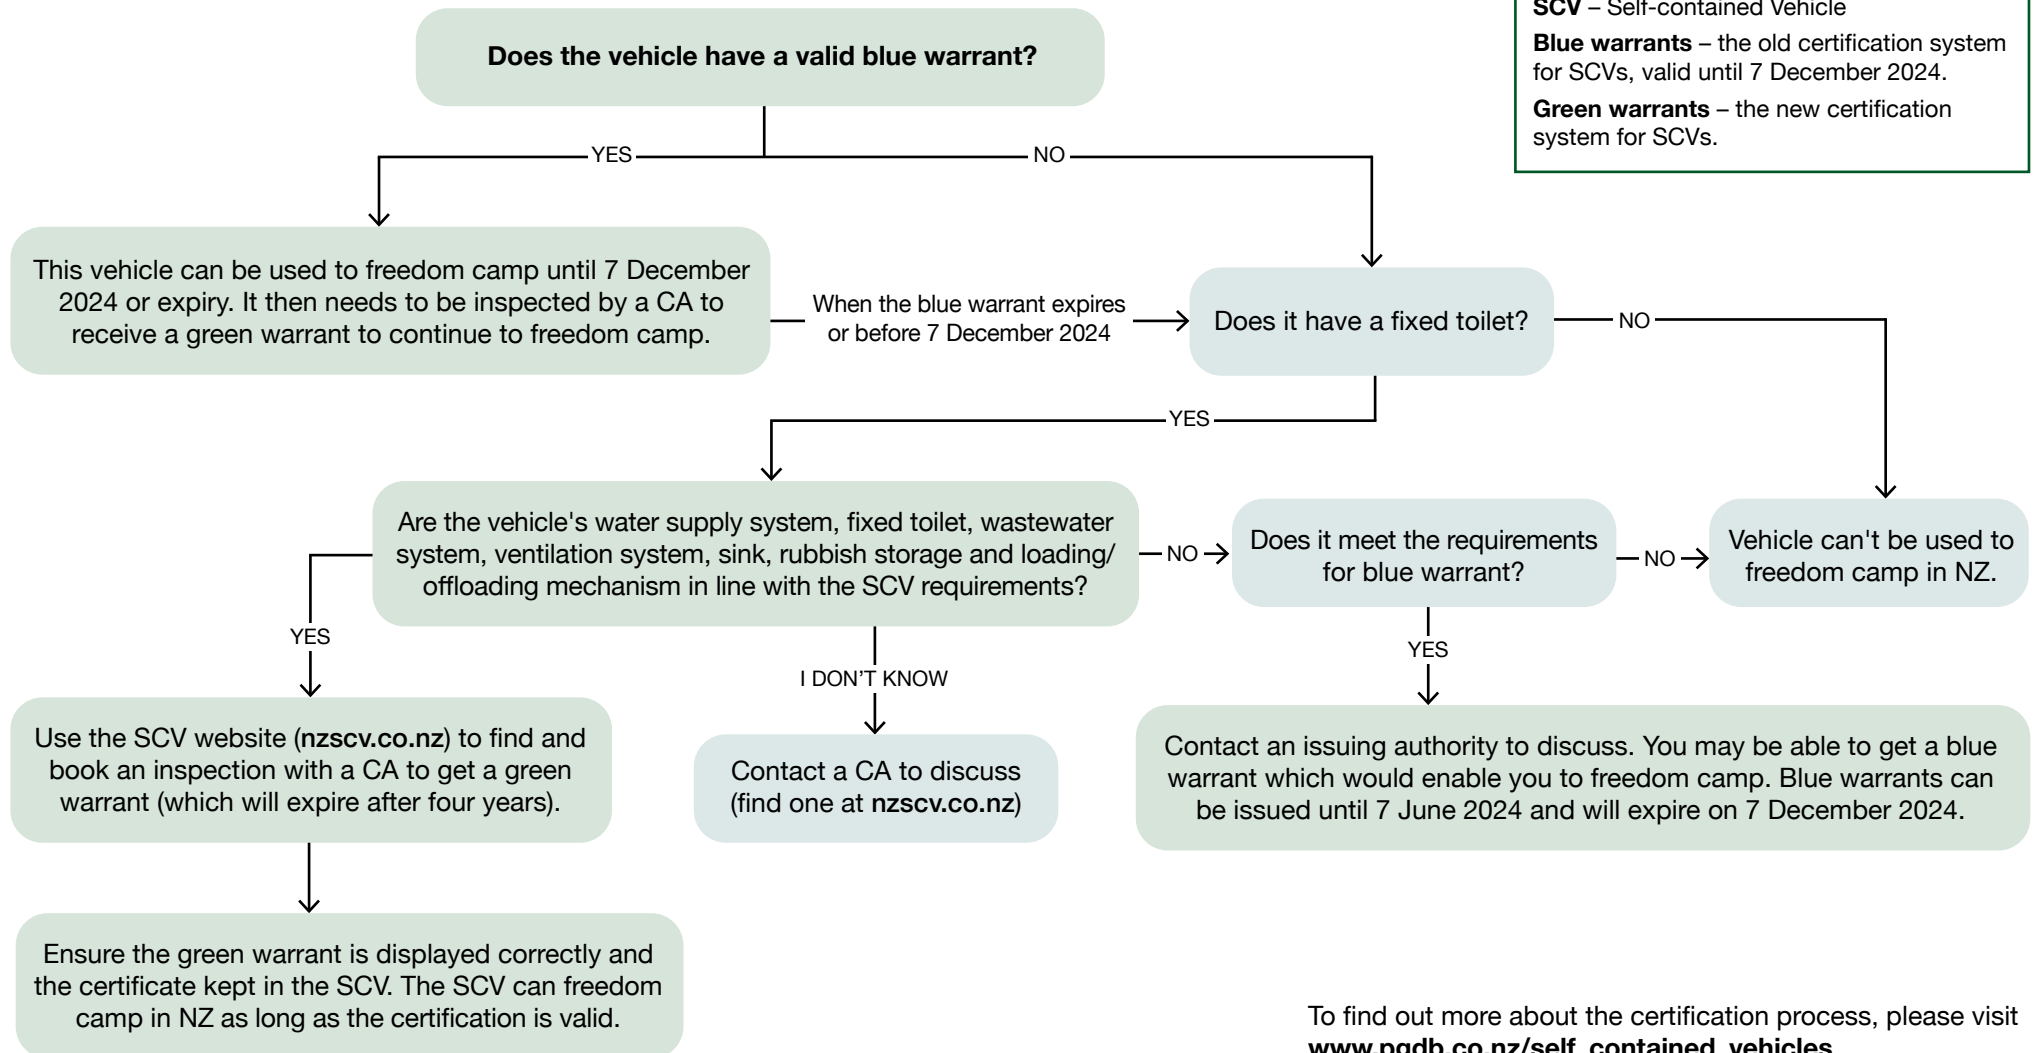 SCV – Self-contained Vehicle
Blue warrants – the old certification system
for SCVs, valid until 7 December 2024.
Green warrants – the new certification
system for SCVs.
Does the vehicle have a valid blue warrant?
YES
NO
This vehicle can be used to freedom camp until 7 December
2024 or expiry. It then needs to be inspected by a CA to
receive a green warrant to continue to freedom camp.
When the blue warrant expires
or before 7 December 2024
Does it have a fixed toilet?
NO
YES
Are the vehicle's water supply system, fixed toilet, wastewater
system, ventilation system, sink, rubbish storage and loading/
offloading mechanism in line with the SCV requirements?
NO
Does it meet the requirements
for blue warrant?
NO
Vehicle can't be used to
freedom camp in NZ.
YES
I DON'T KNOW
YES
Use the SCV website (nzscv.co.nz) to find and
book an inspection with a CA to get a green
warrant (which will expire after four years).
Contact a CA to discuss
(find one at nzscv.co.nz)
Contact an issuing authority to discuss. You may be able to get a blue
warrant which would enable you to freedom camp. Blue warrants can
be issued until 7 June 2024 and will expire on 7 December 2024.
Ensure the green warrant is displayed correctly and
the certificate kept in the SCV. The SCV can freedom
camp in NZ as long as the certification is valid.
To find out more about the certification process, please visit
www.pgdb.co.nz/self_contained_vehicles